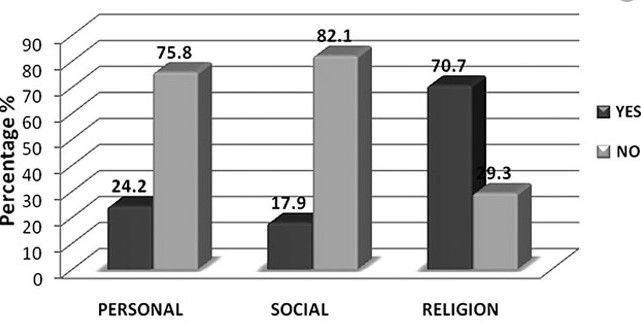 Percentage %
90
80
70
60
50
40
30
20
10
0
24.2
75.8
17.9
82.1
70.7
29.3
PERSONAL
SOCIAL
RELIGION
YES
NO